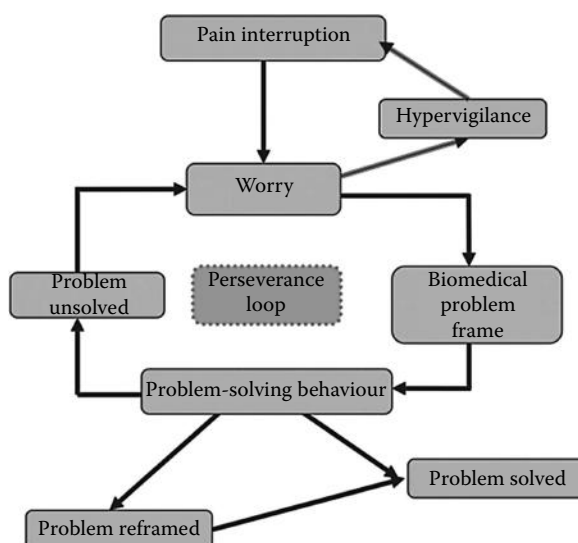 Pain interruption
Hypervigilance
Worry
Problem
unsolved
Perseverance
loop
Biomedical
problem
frame
Problem-solving behaviour
Problem solved
Problem reframed